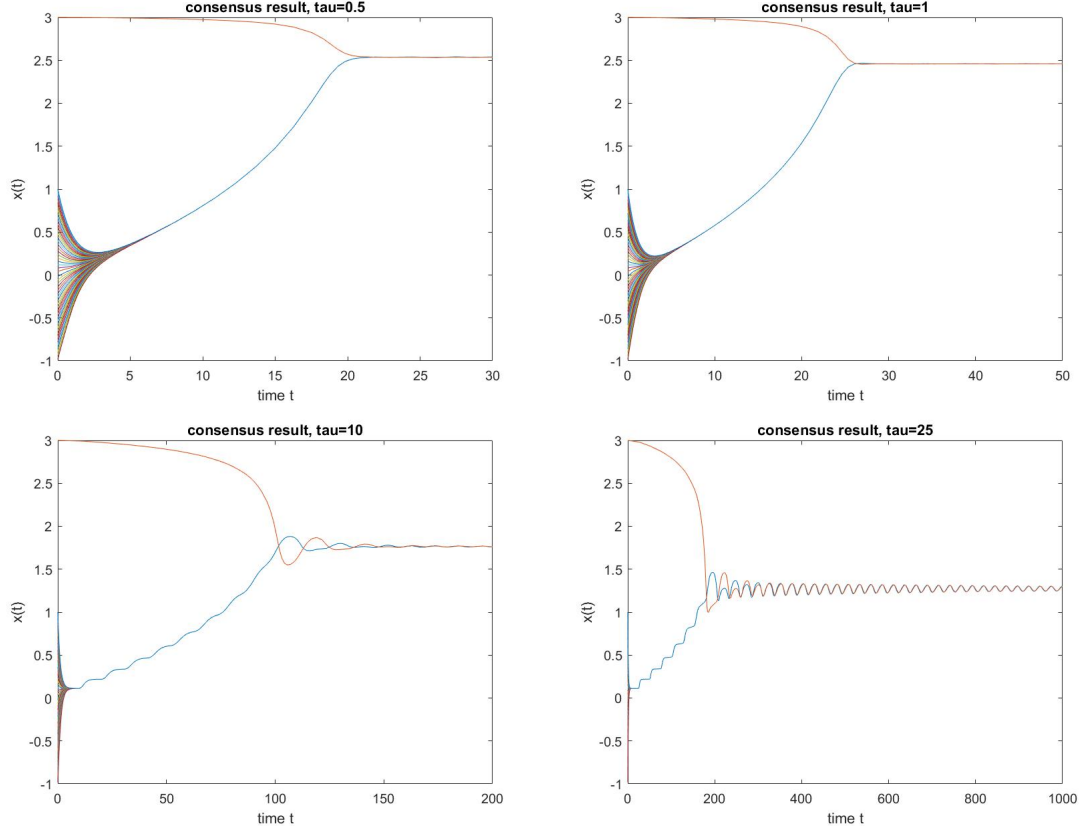 consensus result, tau=0.5
3
2.5
2
1.5
1
0.5
0
-0.5
-1
x(t)
0 5 10 15 20 25 30
time t
consensus result, tau=1
3
2.5
2
1.5
1
0.5
0
-0.5
-1
x(t)
0 10 20 30 40 50
time t
consensus result, tau=10
3
2.5
2
1.5
1
0.5
0
-0.5
-1
x(t)
0 50 100 150 200
time t
consensus result, tau=25
3
2.5
2
1.5
1
0.5
0
-0.5
-1
x(t)
0 200 400 600 800 1000
time t